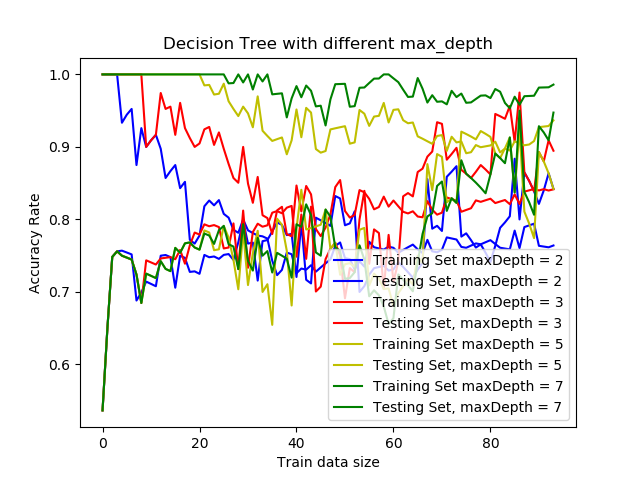 Decision Tree with different max_depth
1.0
0.9
0.8
0.7
0.6
Accuracy Rate
Training Set maxDepth = 2
Testing Set, maxDepth = 2
Training Set maxDepth = 3
Testing Set, maxDepth = 3
Training Set maxDepth = 5
Testing Set, maxDepth = 5
Training Set maxDepth = 7
Testing Set, maxDepth = 7
0 20 40 60 80
Train data size